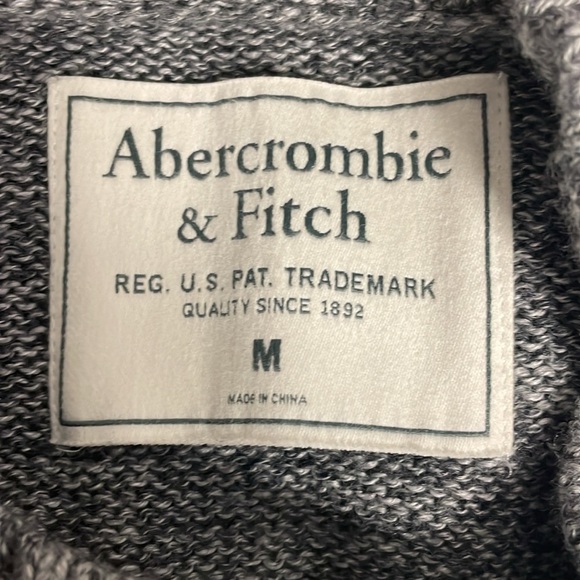 Abercrombie
& Fitch
REG. U.S. PAT. TRADEMARK
QUALITY SINCE 1892
M
MADE IN CHINA